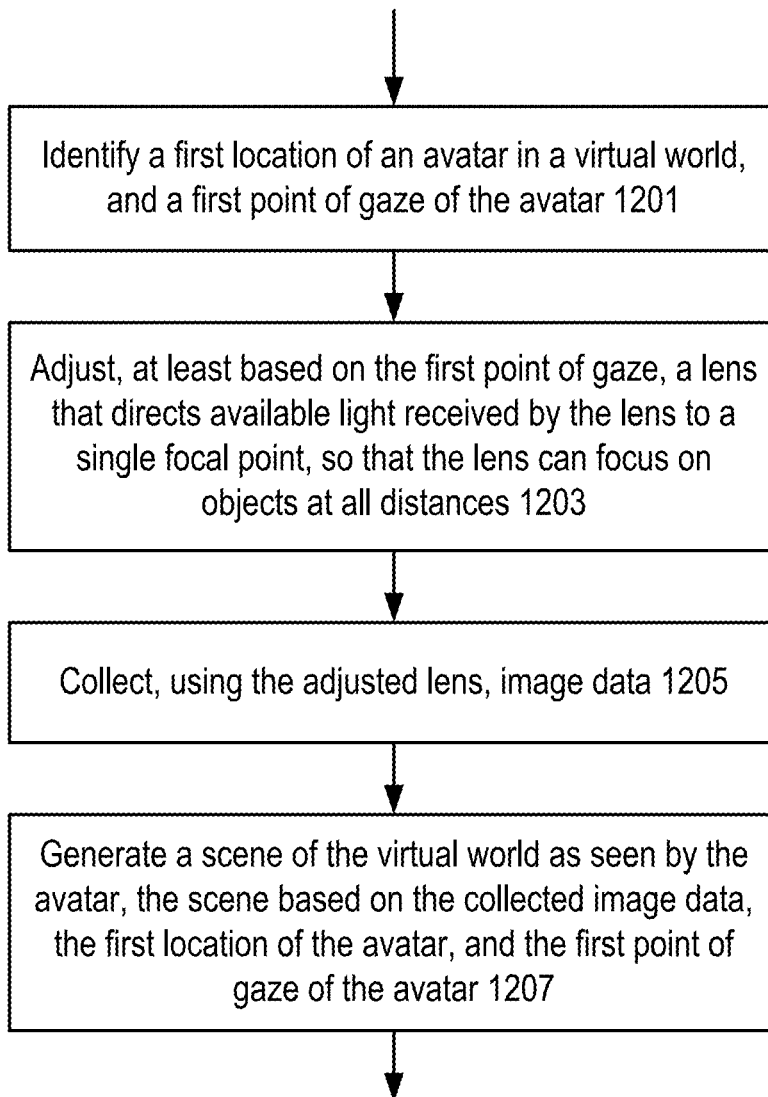 Identify a first location of an avatar in a virtual world,
and a first point of gaze of the avatar 1201
Adjust, at least based on the first point of gaze, a lens
that directs available light received by the lens to a
single focal point, so that the lens can focus on
objects at all distances 1203
Collect, using the adjusted lens, image data 1205
Generate a scene of the virtual world as seen by the
avatar, the scene based on the collected image data,
the first location of the avatar, and the first point of
gaze of the avatar 1207